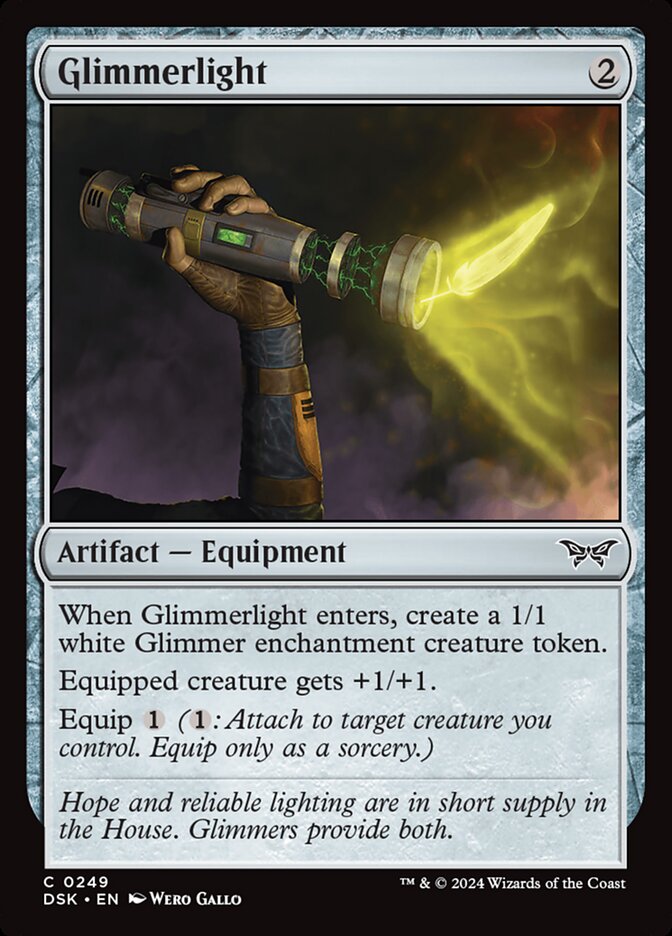 Glimmerlight 2
Artifact — Equipment
When Glimmerlight enters, create a 1/1
white Glimmer enchantment creature token.
Equipped creature gets +1/+1.
Equip 1 (1: Attach to target creature you
control. Equip only as a sorcery.)
Hope and reliable lighting are in short supply in
the House. Glimmers provide both.
C 0249
DSK • EN Wero Gallo
™ & © 2024 Wizards of the Coast